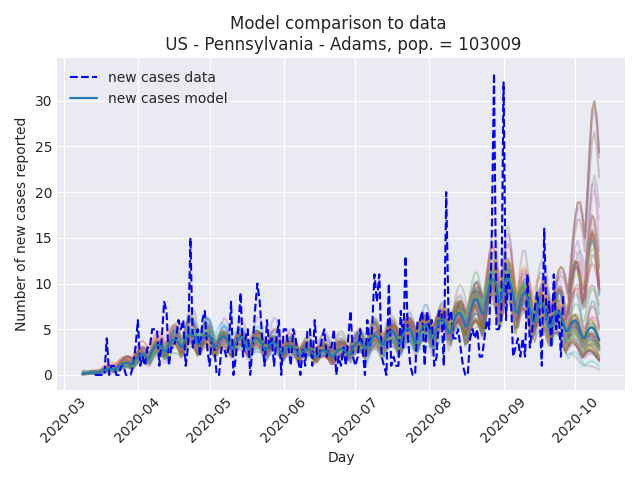 Model comparison to data
US - Pennsylvania - Adams, pop. = 103009
new cases data
new cases model
Number of new cases reported
30
25
20
15
10
5
0
2020-03
2020-04
2020-05
2020-06
2020-07
2020-08
2020-09
2020-10
Day